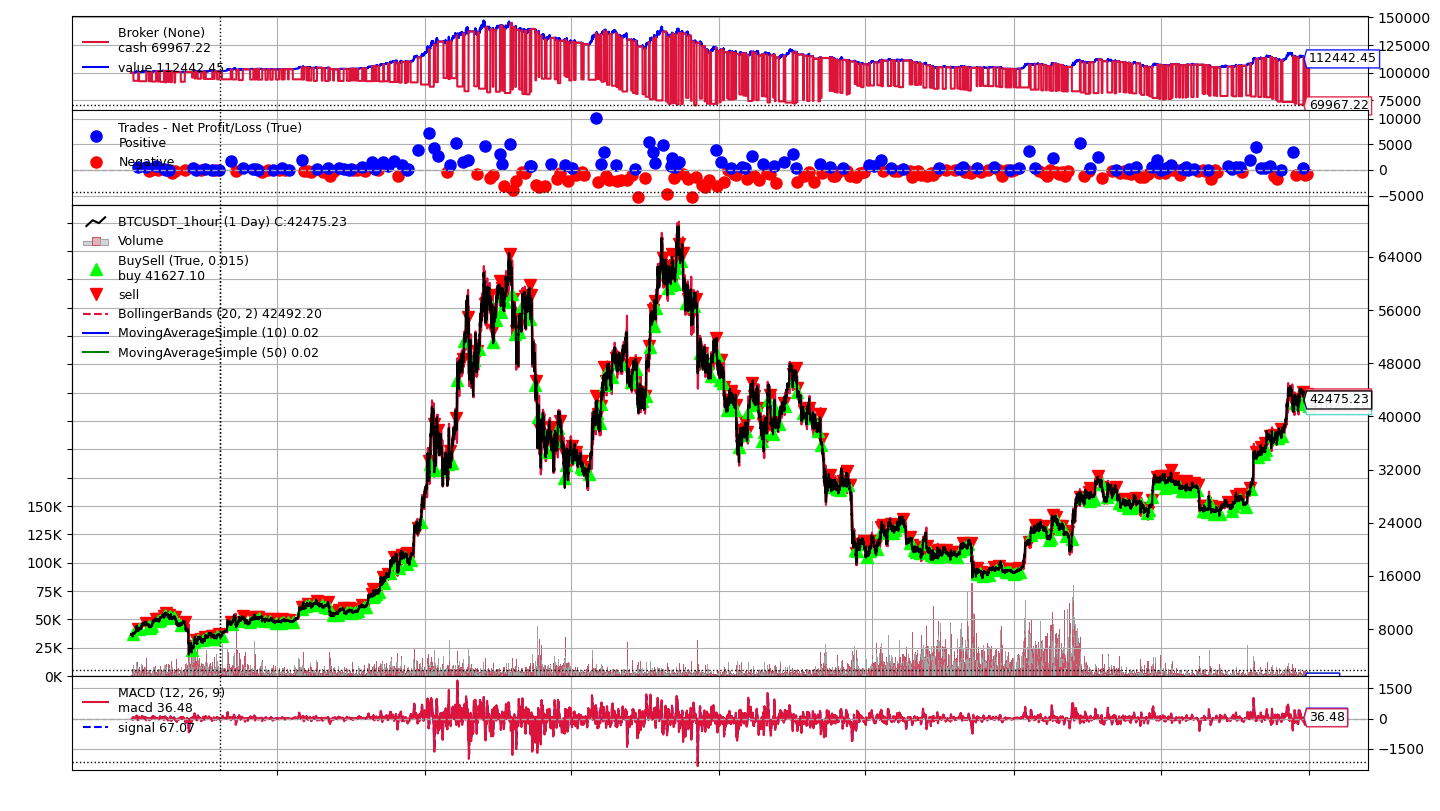 Broker (None)
cash 69967.22
value 112442.45
150000
125000
100000
75000
112442.45
69967.22
Trades - Net Profit/Loss (True)
Positive
Negative
10000
5000
0
−5000
BTCUSDT_1hour (1 Day) C:42475.23
Volume
BuySell (True, 0.015)
buy 41627.10
sell
BollingerBands (20, 2) 42492.20
MovingAverageSimple (10) 0.02
MovingAverageSimple (50) 0.02
64000
56000
48000
42475.23
40000
32000
24000
16000
8000
150K
125K
100K
75K
50K
25K
0K
MACD (12, 26, 9)
macd 36.48
signal 67.07
1500
0
−1500
36.48